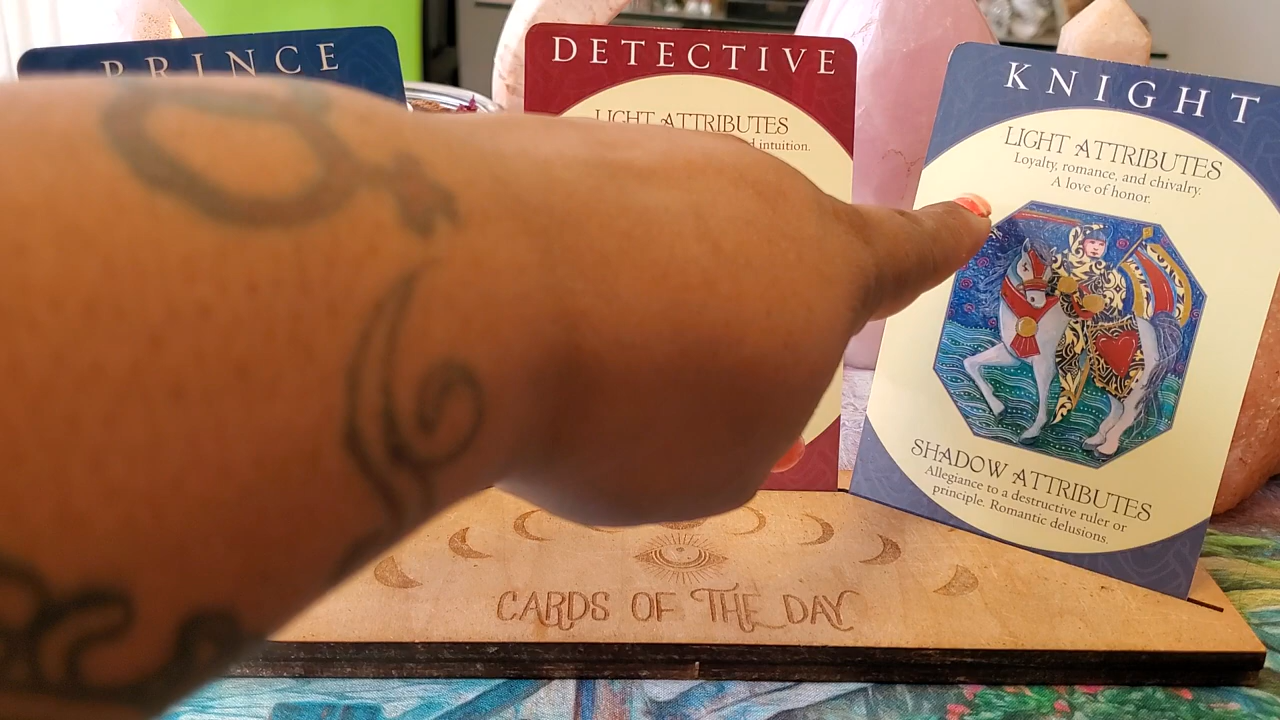 PRINCE
DETECTIVE
LIGHT ATTRIBUTES
intuition.
KNIGHT
LIGHT ATTRIBUTES
Loyalty, romance, and chivalry.
A love of honor.
SHADOW ATTRIBUTES
Allegiance to a destructive ruler or
principle. Romantic delusions.
CARDS OF THE DAY